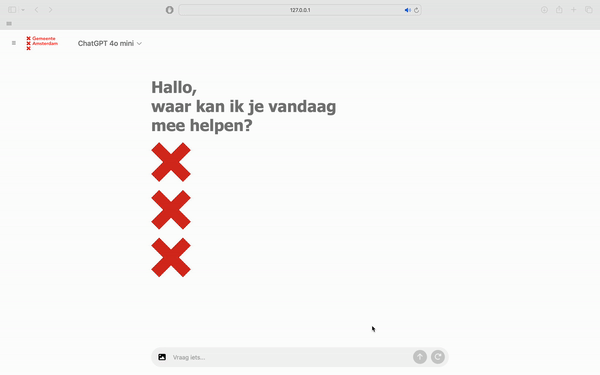 127.0.0.1
Gemeente
Amsterdam
ChatGPT 4o mini
Hallo,
waar kan ik je vandaag
mee helpen?
Vraag iets...